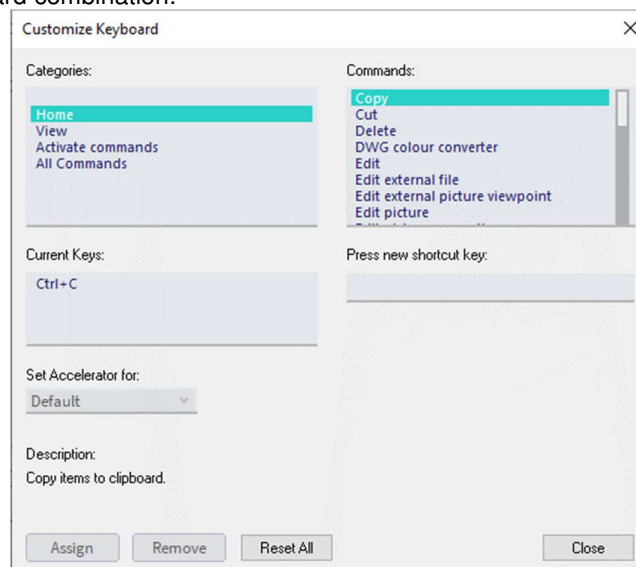 combination.
Customize Keyboard
Categories:
Home
View
Activate commands
All Commands
Commands:
Copy
Cut
Delete
DWG colour converter
Edit
Edit external file
Edit external picture viewpoint
Edit picture
Current Keys:
Ctrl+C
Press new shortcut key:
Set Accelerator for:
Default
Description:
Copy items to clipboard.
Assign
Remove
Reset All
Close